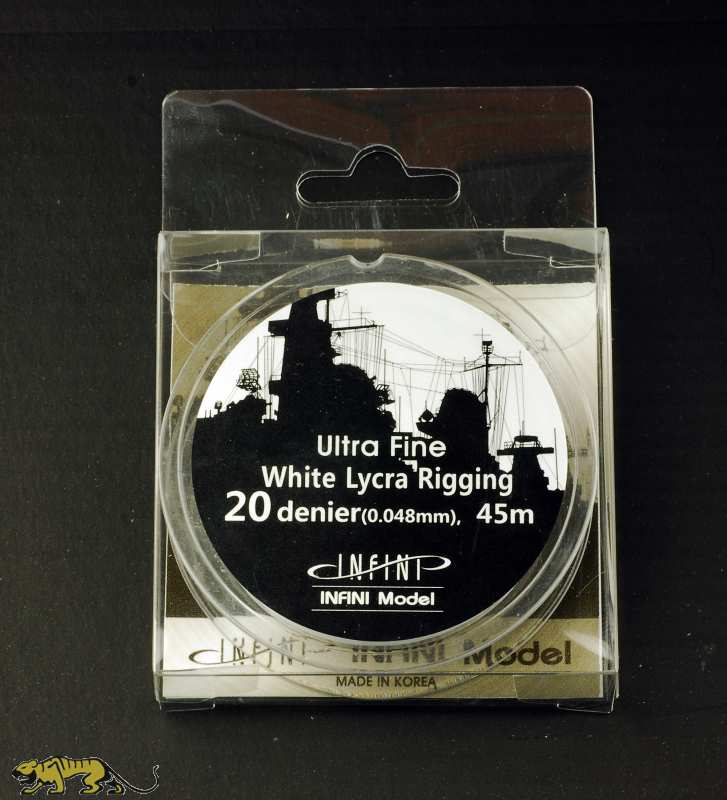 Ultra Fine
White Lycra Rigging
20 denier(0.048mm), 45m
INFINI
INFINI Model
INFINI INFINI Model
MADE IN KOREA